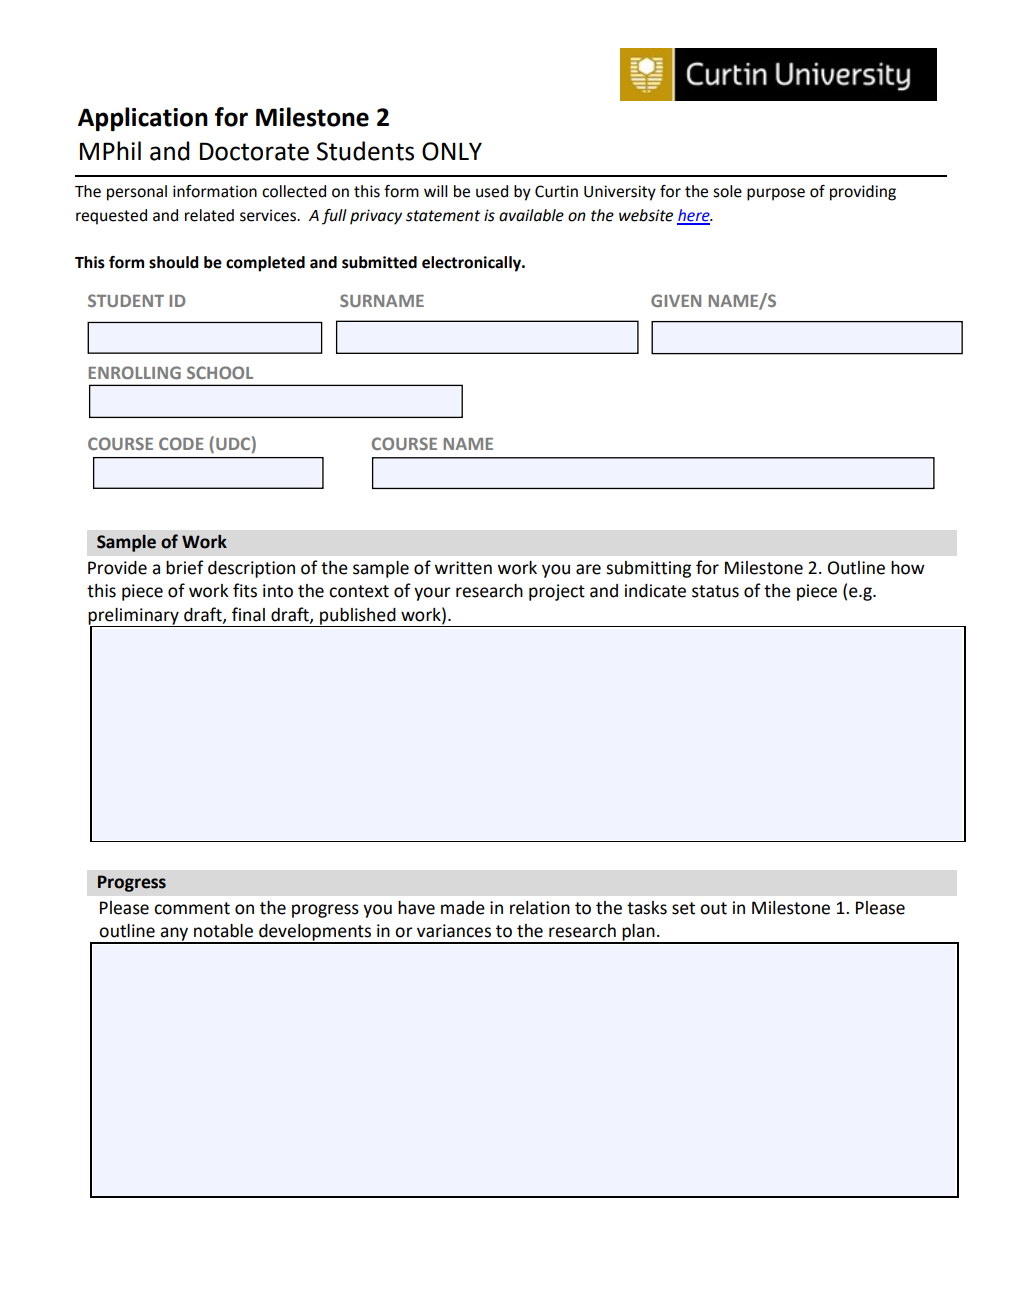 Curtin University
Application for Milestone 2
MPhil and Doctorate Students ONLY
The personal information collected on this form will be used by Curtin University for the sole purpose of providing
requested and related services. A full privacy statement is available on the website here.
This form should be completed and submitted electronically.
STUDENT ID SURNAME GIVEN NAME/S
ENROLLING SCHOOL
COURSE CODE (UDC) COURSE NAME
Sample of Work
Provide a brief description of the sample of written work you are submitting for Milestone 2. Outline how
this piece of work fits into the context of your research project and indicate status of the piece (e.g.
preliminary draft, final draft, published work).
Progress
Please comment on the progress you have made in relation to the tasks set out in Milestone 1. Please
outline any notable developments in or variances to the research plan.